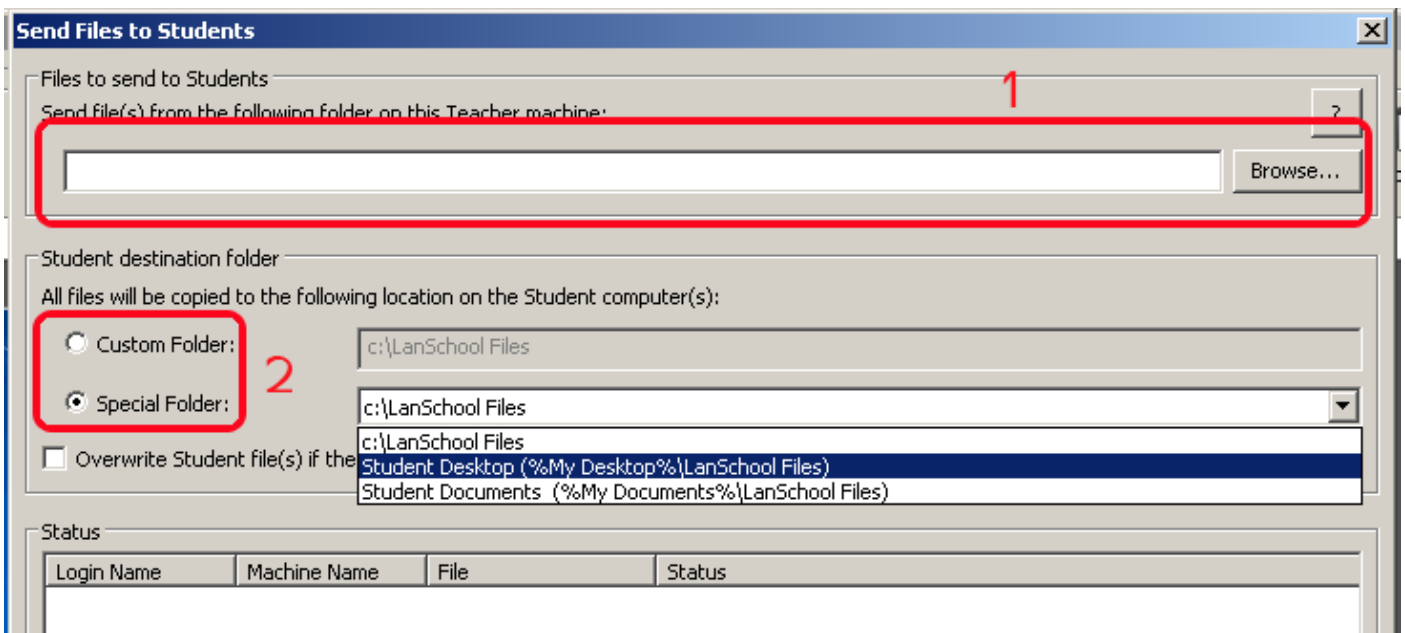 Send Files to Students
Files to send to Students
1
Send file(s) from the following folder on this Teacher machine:
?
Browse...
Student destination folder
All files will be copied to the following location on the Student computer(s):
Custom Folder:
c:\LanSchool Files
2
Special Folder:
c:\LanSchool Files
c:\LanSchool Files
Overwrite Student file(s) if the
Student Desktop (%My Desktop%\LanSchool Files)
Student Documents (%My Documents%\LanSchool Files)
Status
Login Name Machine Name File Status